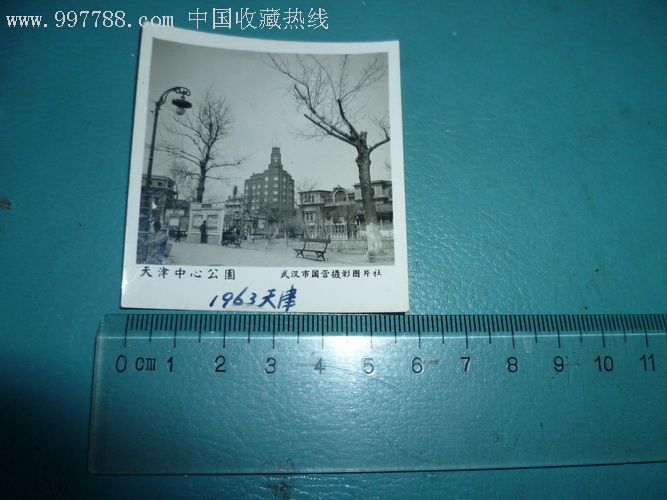 www.997788.com 中国收藏热线
天津中心公園 武汉市国营摄影图片社
1963天津
0 cm 1 2 3 4 5 6 7 8 9 10 11